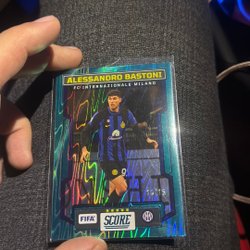 ALESSANDRO BASTONI
FC INTERNAZIONALE MILANO
FIFA
SCORE